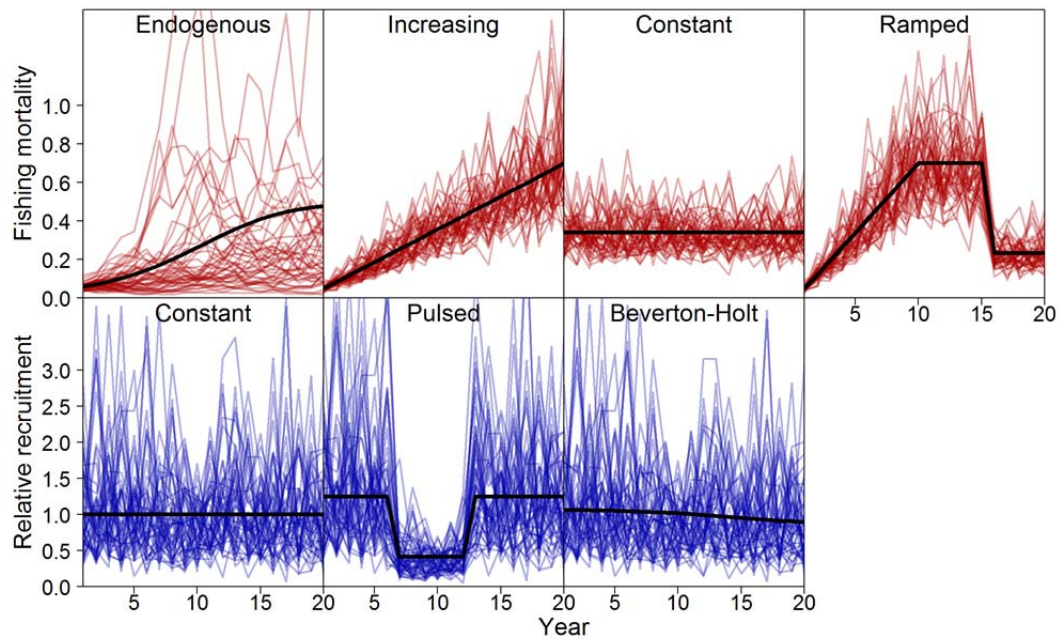 Endogenous Increasing Constant Ramped
Fishing mortality
1.0
0.8
0.6
0.4
0.2
0.0
5 10 15 20
Constant Pulsed Beverton-Holt
Relative recruitment
3.0
2.5
2.0
1.5
1.0
0.5
0.0
5 10 15 20 5 10 15 20 5 10 15 20
Year